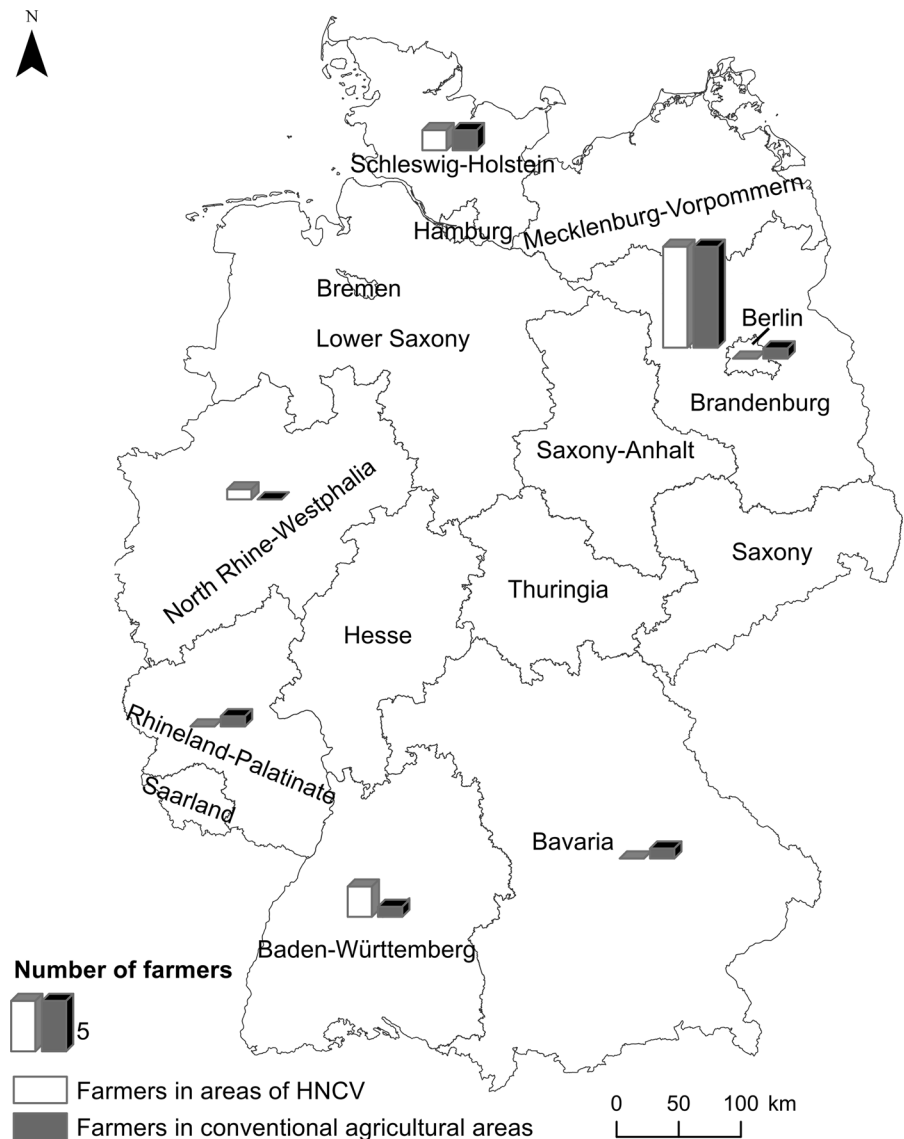 N
Schleswig-Holstein
Mecklenburg-Vorpommern
Hamburg
Bremen
Berlin
Lower Saxony
Brandenburg
Saxony-Anhalt
North Rhine-Westphalia
Saxony
Thuringia
Hesse
Rhineland-Palatinate
Saarland
Bavaria
Baden-Württemberg
Number of farmers
5
Farmers in areas of HNCV
Farmers in conventional agricultural areas
0 50 100 km